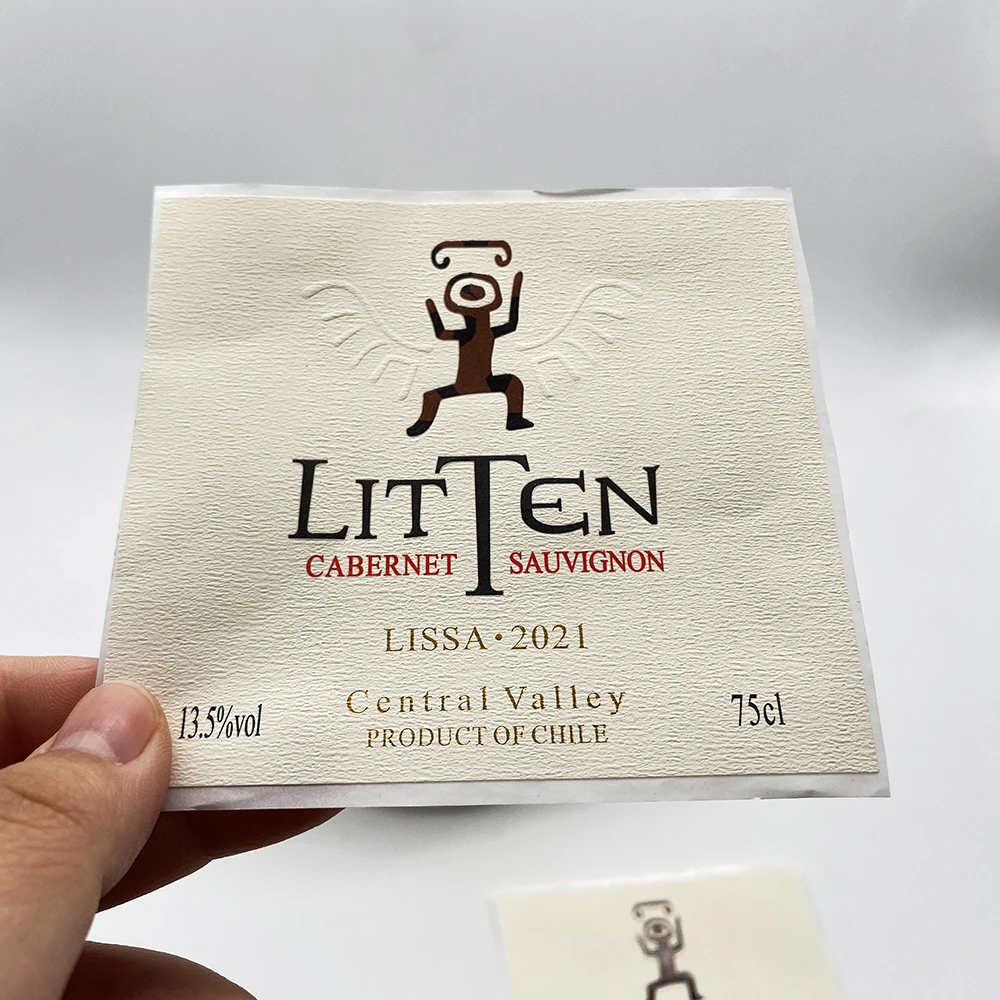 LITTEN
CABERNET SAUVIGNON
LISSA•2021
Central Valley
13.5%vol
PRODUCT OF CHILE
75cl